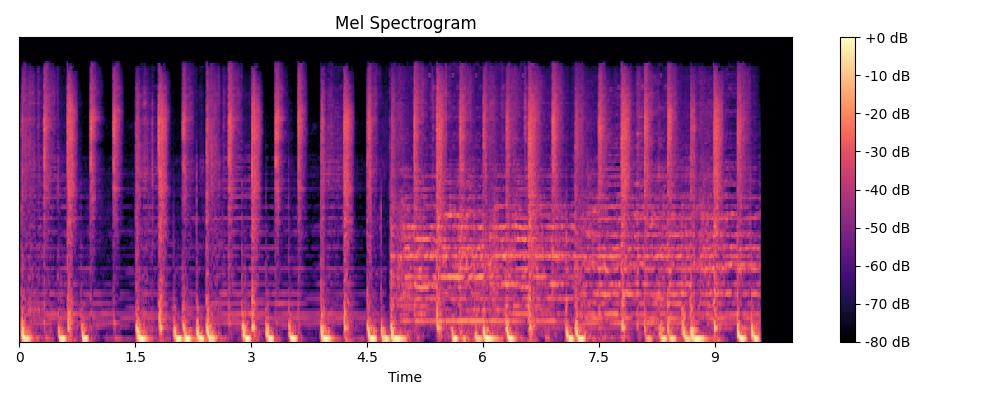 Mel Spectrogram
+0 dB
-10 dB
-20 dB
-30 dB
-40 dB
-50 dB
-60 dB
-70 dB
-80 dB
0 1.5 3 4.5 6 7.5 9
Time